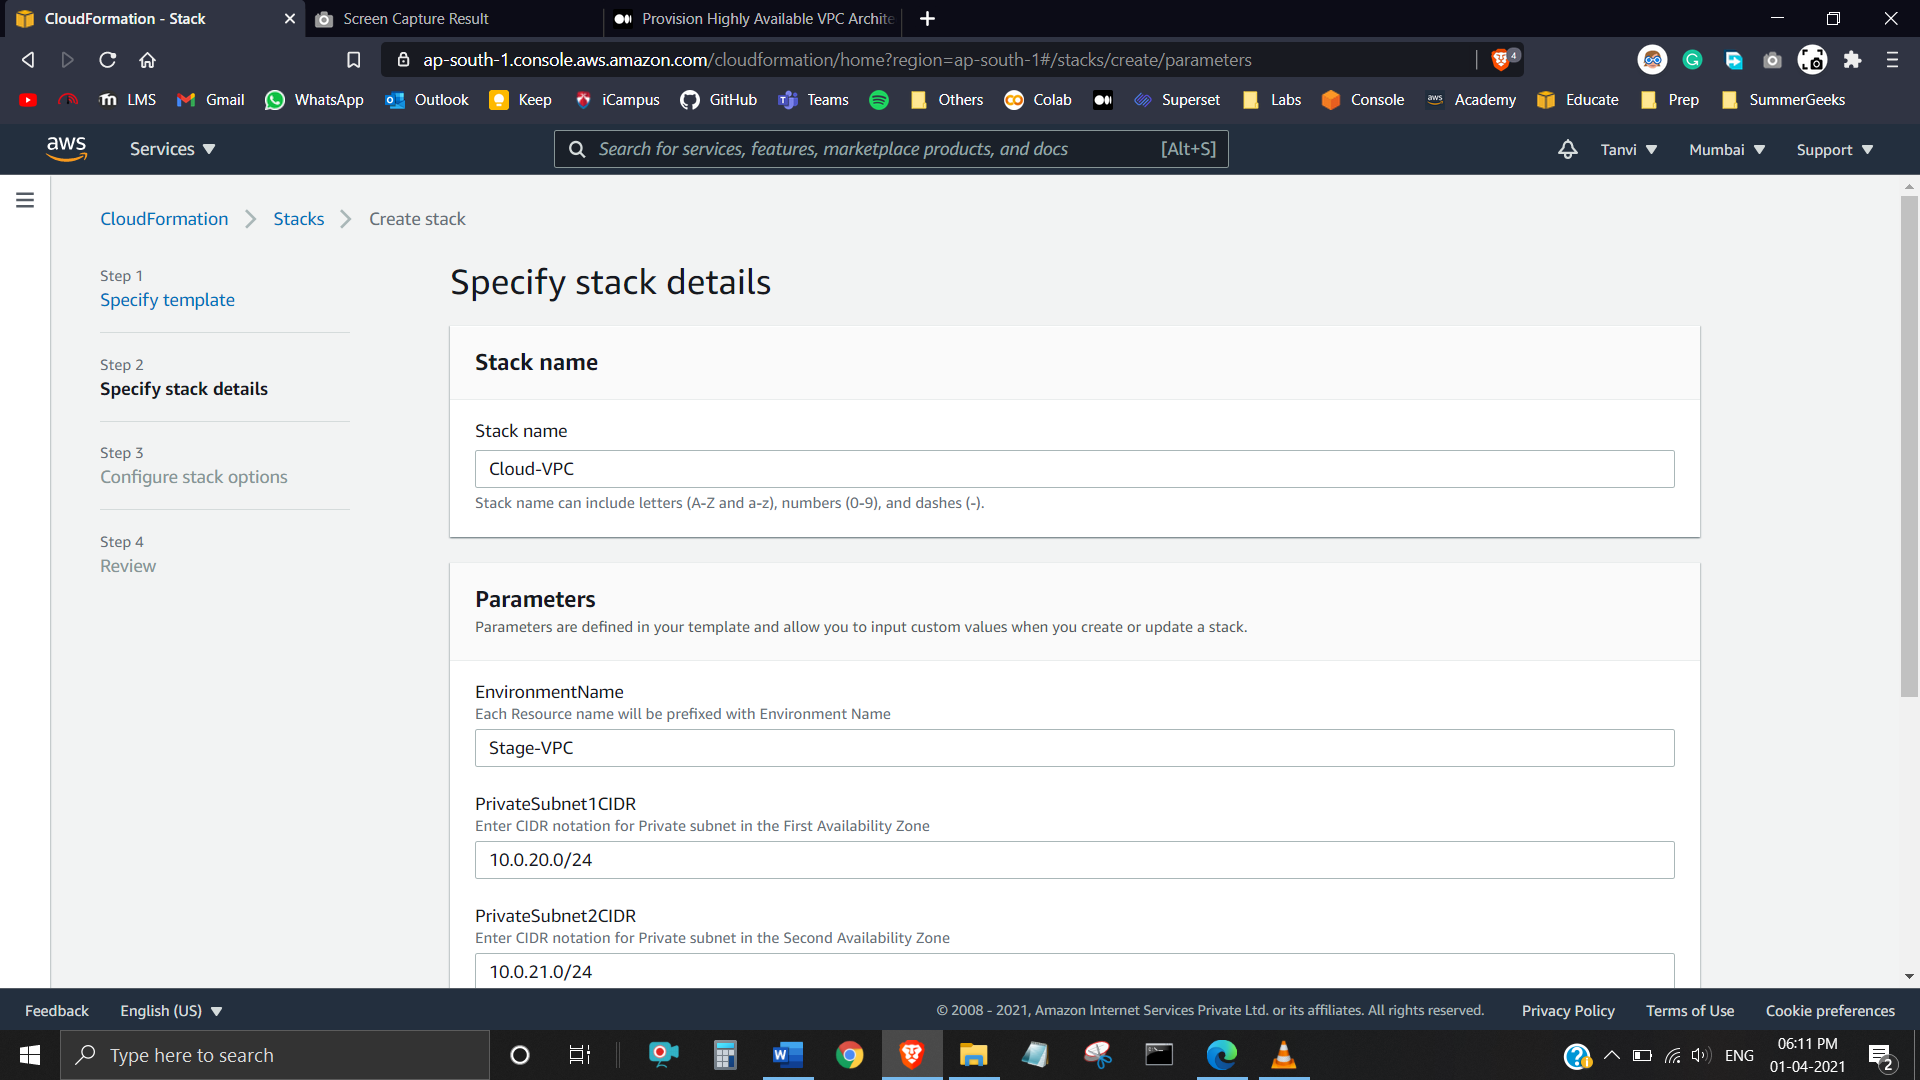 CloudFormation - Stack
Screen Capture Result
Provision Highly Available VPC Archite
ap-south-1.console.aws.amazon.com/cloudformation/home?region=ap-south-1#/stacks/create/parameters
4
LMS
Gmail
WhatsApp
Outlook
Keep
iCampus
GitHub
Teams
Others
Colab
Superset
Labs
Console
aws
Academy
Educate
Prep
SummerGeeks
aws
Services
Search for services, features, marketplace products, and docs
[Alt+S]
Tanvi
Mumbai
Support
CloudFormation
Stacks
Create stack
Step 1
Specify template
Step 2
Specify stack details
Step 3
Configure stack options
Step 4
Review
Specify stack details
Stack name
Stack name
Cloud-VPC
Stack name can include letters (A-Z and a-z), numbers (0-9), and dashes (-).
Parameters
Parameters are defined in your template and allow you to input custom values when you create or update a stack.
EnvironmentName
Each Resource name will be prefixed with Environment Name
Stage-VPC
PrivateSubnet1CIDR
Enter CIDR notation for Private subnet in the First Availability Zone
10.0.20.0/24
PrivateSubnet2CIDR
Enter CIDR notation for Private subnet in the Second Availability Zone
10.0.21.0/24
Feedback
English (US)
© 2008 - 2021, Amazon Internet Services Private Ltd. or its affiliates. All rights reserved.
Privacy Policy
Terms of Use
Cookie preferences
Type here to search
ENG
06:11 PM
01-04-2021
2